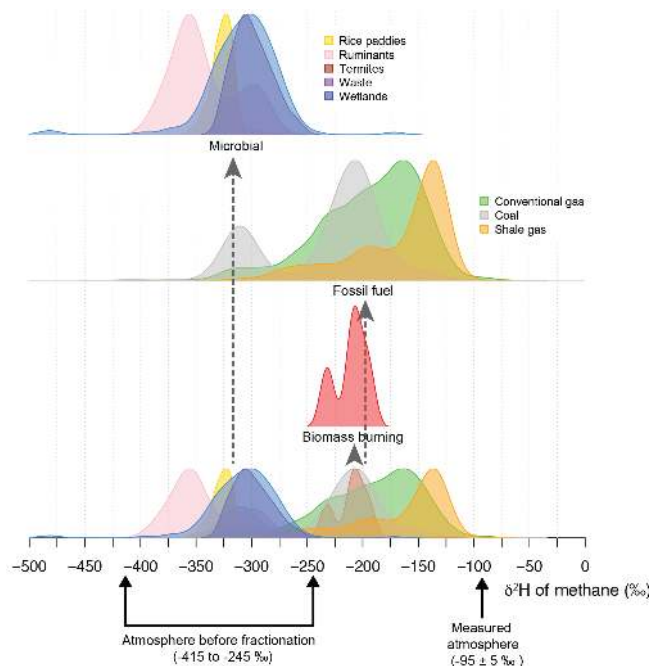 Rice paddies
Ruminants
Termites
Waste
Wetlands
Microbial
Conventional gas
Coal
Shale gas
Fossil fuel
Biomass burning
−500 −450 −400 −350 −300 −250 −200 −150 −100 −50 0
δ²H of methane (‰)
Atmosphere before fractionation
(-415 to -245 ‰)
Measured
atmosphere
(-95 ± 5 ‰)